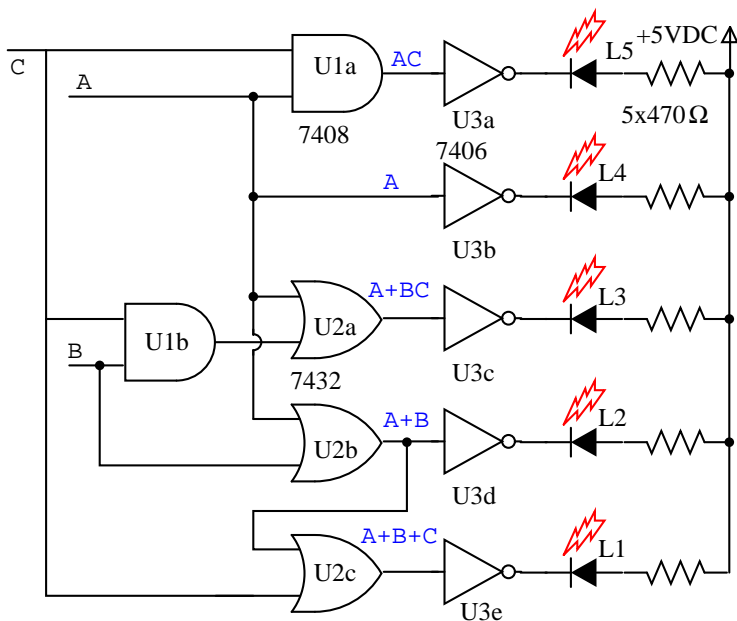 +5VDC
C
A
U1a
AC
L5
7408
U3a
5x470Ω
7406
A
L4
U3b
A+BC
L3
U1b
U2a
B
7432
U3c
A+B
L2
U2b
U3d
A+B+C
L1
U2c
U3e